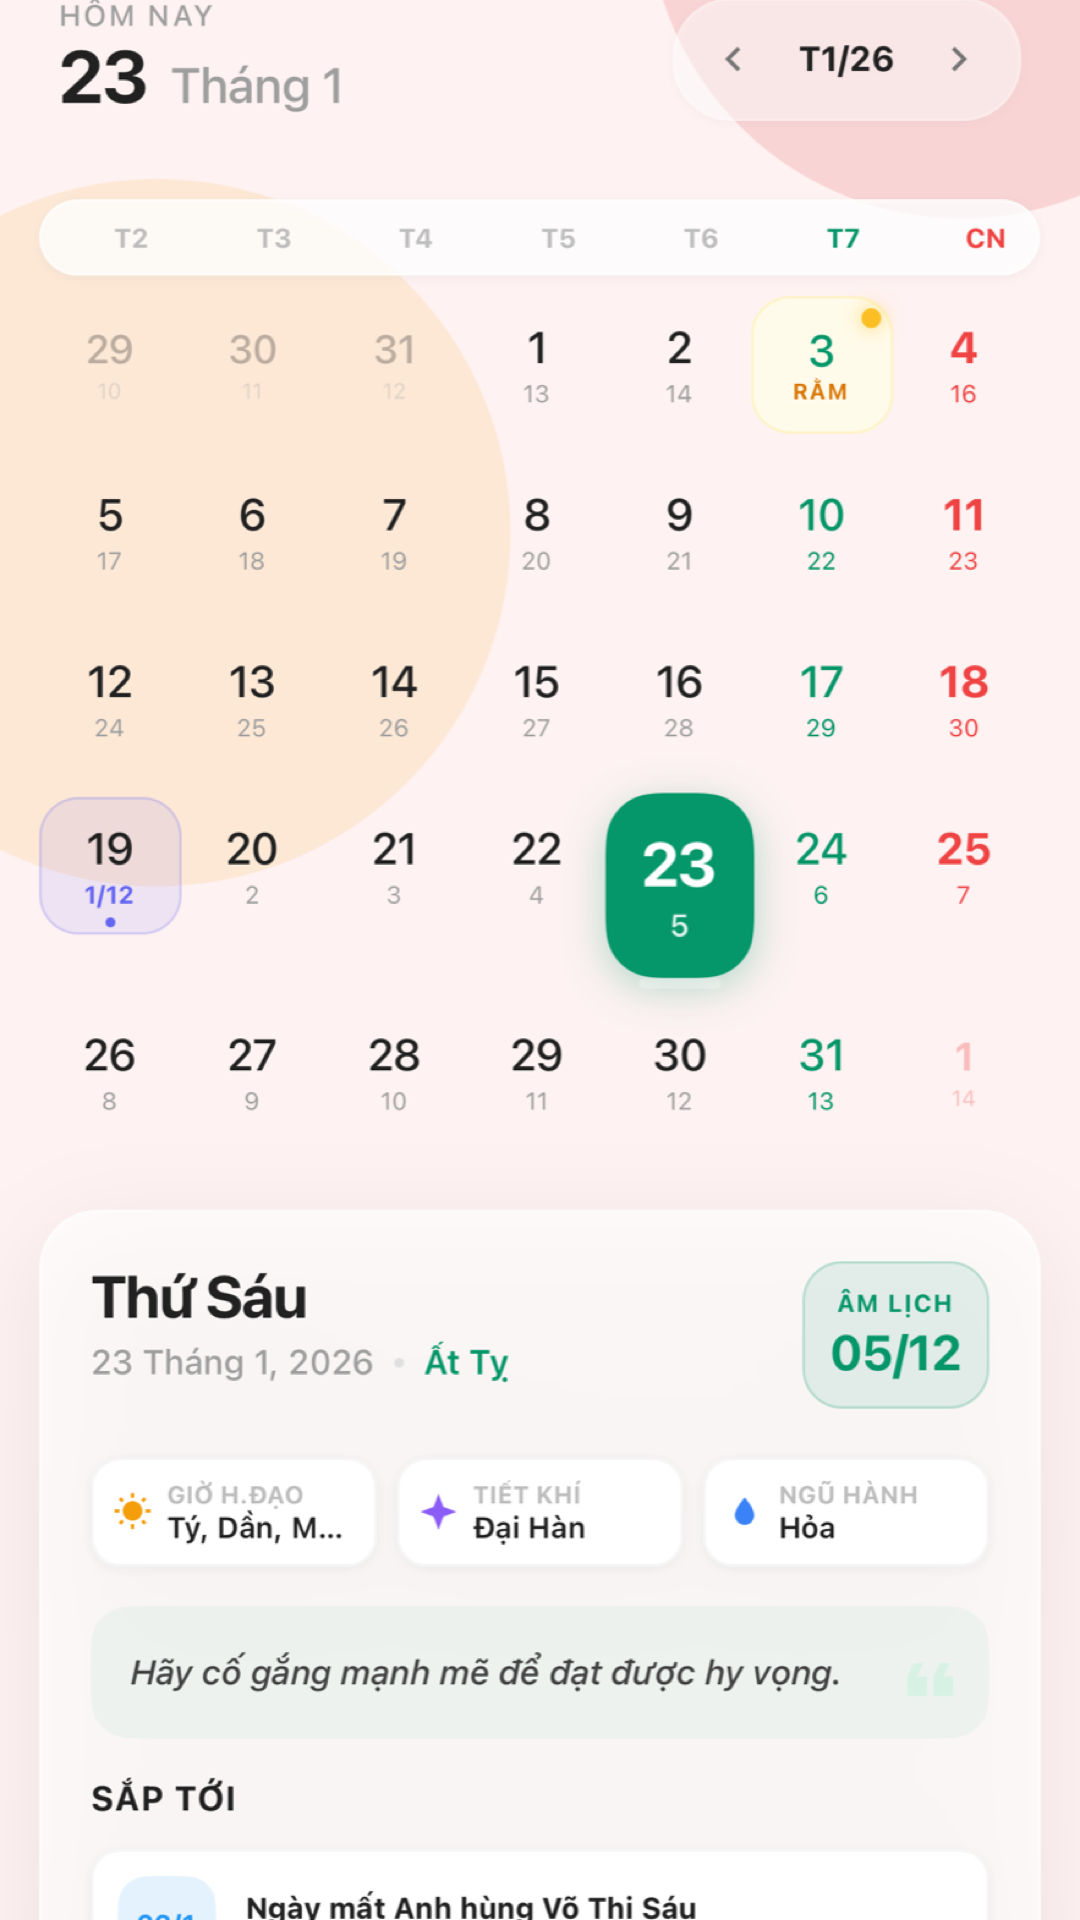 HÔM NAY
23 Tháng 1
T1/26
T2 T3 T4 T5 T6 T7 CN
29 30 31 1 2 3 4
10 11 12 13 14 RẰM 16
5 6 7 8 9 10 11
17 18 19 20 21 22 23
12 13 14 15 16 17 18
24 25 26 27 28 29 30
19 20 21 22 23 24 25
1/12 2 3 4 5 6 7
26 27 28 29 30 31 1
8 9 10 11 12 13 14
Thứ Sáu
23 Tháng 1, 2026 • Ất Tỵ
ÂM LỊCH
05/12
GIỜ H.ĐẠO
Tý, Dần, M...
TIẾT KHÍ
Đại Hàn
NGŨ HÀNH
Hỏa
Hãy cố gắng mạnh mẽ để đạt được hy vọng.
SẮP TỚI
Ngày mất Anh hùng Võ Thị Sáu